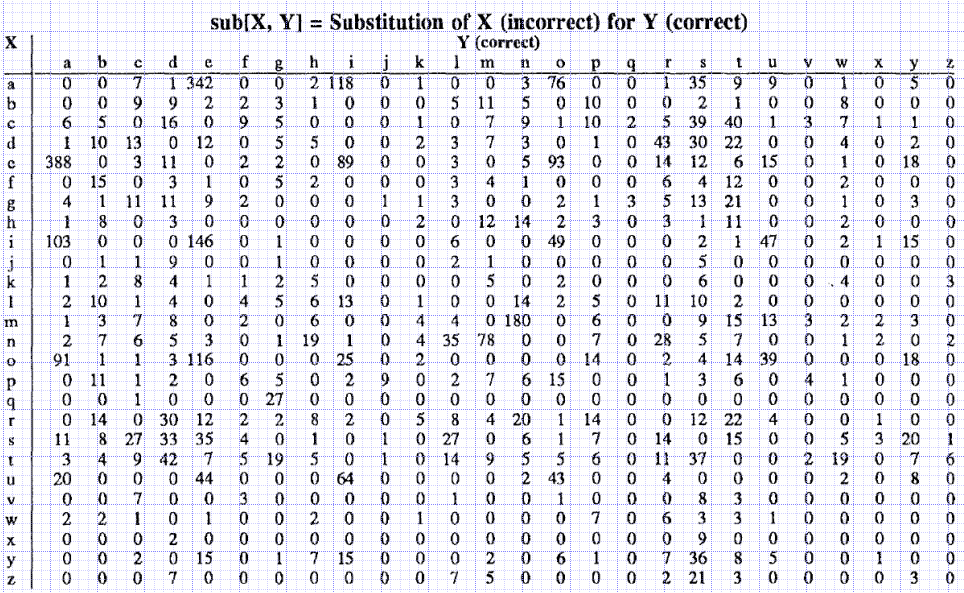 sub[X, Y] = Substitution of X (incorrect) for Y (correct)
X Y (correct)
a b c d e f g h i j k l m n o p q r s t u v w x y z
a 0 0 7 1 342 0 0 2 118 0 1 0 0 3 76 0 0 1 35 9 9 0 1 0 5 0
b 0 0 9 9 2 2 3 1 0 0 0 5 11 5 0 10 0 0 2 1 0 0 8 0 0 0
c 6 5 0 16 0 9 5 0 0 0 1 0 7 9 1 10 2 5 39 40 1 3 7 1 1 0
d 1 10 13 0 12 0 5 5 0 0 2 3 7 3 0 1 0 43 30 22 0 0 4 0 2 0
e 388 0 3 11 0 2 2 0 89 0 0 3 0 5 93 0 0 14 12 6 15 0 1 0 18 0
f 0 15 0 3 1 0 5 2 0 0 0 3 4 1 0 0 0 6 4 12 0 0 2 0 0 0
g 4 1 11 11 9 2 0 0 0 1 1 3 0 0 2 1 3 5 13 21 0 0 1 0 3 0
h 1 8 0 3 0 0 0 0 0 0 2 0 12 14 2 3 0 3 1 11 0 0 2 0 0 0
i 103 0 0 0 146 0 1 0 0 0 0 6 0 0 49 0 0 0 2 1 47 0 2 1 15 0
j 0 1 1 9 0 0 1 0 0 0 0 2 1 0 0 0 0 0 5 0 0 0 0 0 0 0
k 1 2 8 4 1 1 2 5 0 0 0 0 5 0 2 0 0 0 6 0 0 0 . 4 0 0 3
l 2 10 1 4 0 4 5 6 13 0 1 0 0 14 2 5 0 11 10 2 0 0 0 0 0 0
m 1 3 7 8 0 2 0 6 0 0 4 4 0 180 0 6 0 0 9 15 13 3 2 2 3 0
n 2 7 6 5 3 0 1 19 1 0 4 35 78 0 0 7 0 28 5 7 0 0 1 2 0 2
o 91 1 1 3 116 0 0 0 25 0 2 0 0 0 0 14 0 2 4 14 39 0 0 0 18 0
p 0 11 1 2 0 6 5 0 2 9 0 2 7 6 15 0 0 1 3 6 0 4 1 0 0 0
q 0 0 1 0 0 0 27 0 0 0 0 0 0 0 0 0 0 0 0 0 0 0 0 0 0 0
r 0 14 0 30 12 2 2 8 2 0 5 8 4 20 1 14 0 0 12 22 4 0 0 1 0 0
s 11 8 27 33 35 4 0 1 0 1 0 27 0 6 1 7 0 14 0 15 0 0 5 3 20 1
t 3 4 9 42 7 5 19 5 0 1 0 14 9 5 5 6 0 11 37 0 0 2 19 0 7 6
u 20 0 0 0 44 0 0 0 64 0 0 0 0 2 43 0 0 4 0 0 0 0 2 0 8 0
v 0 0 7 0 0 3 0 0 0 0 0 1 0 0 1 0 0 0 8 3 0 0 0 0 0 0
w 2 2 1 0 1 0 0 2 0 0 1 0 0 0 0 7 0 6 3 3 1 0 0 0 0 0
x 0 0 0 2 0 0 0 0 0 0 0 0 0 0 0 0 0 0 9 0 0 0 0 0 0 0
y 0 0 2 0 15 0 1 7 15 0 0 0 2 0 6 1 0 7 36 8 5 0 0 1 0 0
z 0 0 0 7 0 0 0 0 0 0 0 7 5 0 0 0 0 2 21 3 0 0 0 0 3 0